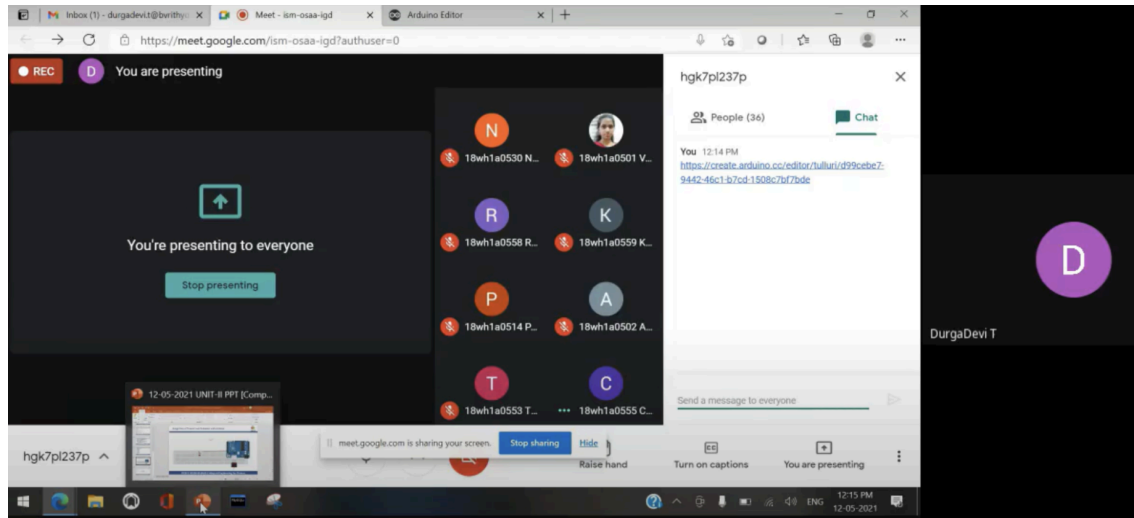 Inbox (1) - durgadevi.t@bvrithy: X
Meet - ism-osaa-igd X
Arduino Editor X
https://meet.google.com/ism-osaa-igd?authuser=0
REC D You are presenting
hgk7pl237p
People (36) Chat
You 12:14 PM
https://create.arduino.cc/editor/tulluri/d99cebe7-
9442-46c1-b7cd-1508c7bf7bde
You're presenting to everyone
Stop presenting
N
18wh1a0530 N... 18wh1a0501 V...
R K
18wh1a0558 R... 18wh1a0559 K...
P A
18wh1a0514 P... 18wh1a0502 A...
T C
18wh1a0553 T... 18wh1a0555 C...
D
DurgaDevi T
12-05-2021 UNIT-II PPT [Comp...
Send a message to everyone
hgk7pl237p
meet.google.com is sharing your screen. Stop sharing Hide
Raise hand
CC
Turn on captions
You are presenting
ENG
12:15 PM
12-05-2021